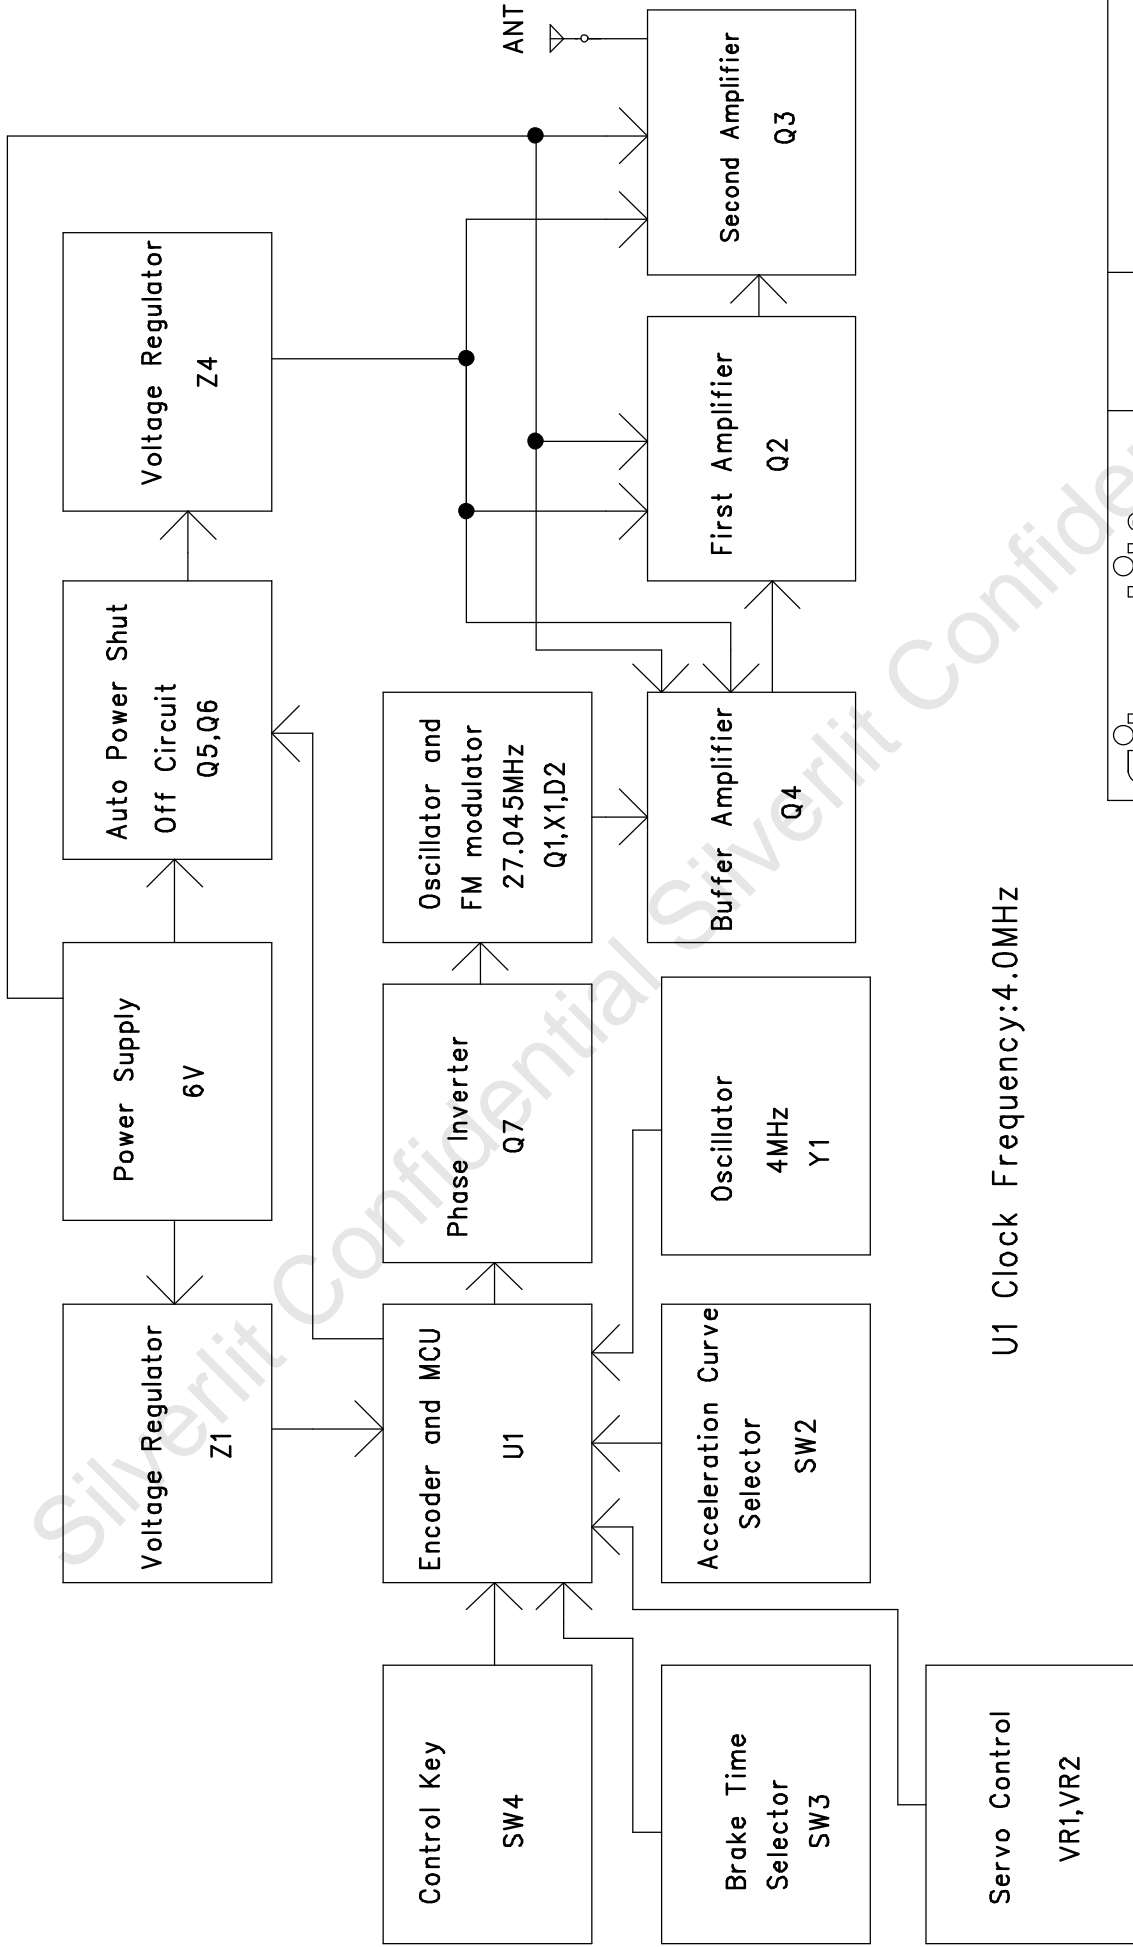 Voltage Regulator
Z1
Power Supply
6V
Auto Power Shut
Off Circuit
Q5,Q6
Voltage Regulator
Z4
Control Key
SW4
Encoder and MCU
U1
Phase Inverter
Q7
Oscillator and
FM modulator
27.045MHz
Q1,X1,D2
ANT
Brake Time
Selector
SW3
Acceleration Curve
Selector
SW2
Oscillator
4MHz
Y1
Buffer Amplifier
Q4
First Amplifier
Q2
Second Amplifier
Q3
Servo Control
VR1,VR2
U1 Clock Frequency:4.0MHz
Silverlit Confidential Silverlit Confiden